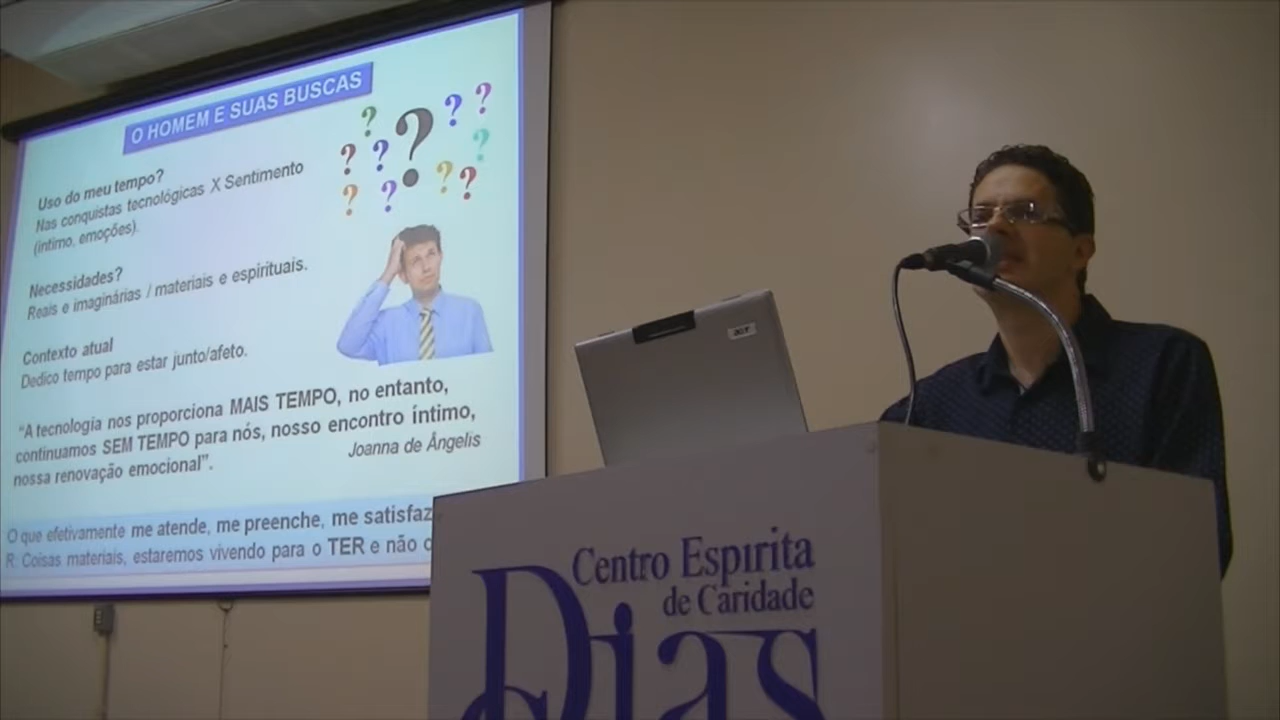 O HOMEM E SUAS BUSCAS
? ? ? ? ? ? ? ? ? ? ? ?
Uso do meu tempo?
Nas conquistas tecnológicas X Sentimento
(íntimo, emoções).
Necessidades?
Reais e imaginárias / materiais e espirituais.
Contexto atual
Dedico tempo para estar junto/afeto.
“A tecnologia nos proporciona MAIS TEMPO, no entanto,
continuamos SEM TEMPO para nós, nosso encontro íntimo,
nossa renovação emocional”.
Joanna de Ângelis
O que efetivamente me atende, me preenche, me satisfaz
R: Coisas materiais, estaremos vivendo para o TER e não
acer
Centro Espírita
de Caridade
Dias